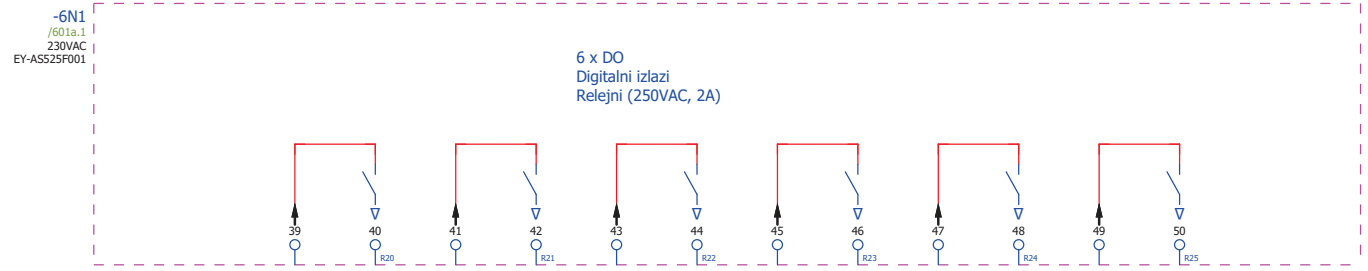 -6N1
/601a.1
230VAC
EY-AS525F001
6 x DO
Digitalni izlazi
Relejni (250VAC, 2A)
39 40 41 42 43 44 45 46 47 48 49 50
R20 R21 R22 R23 R24 R25